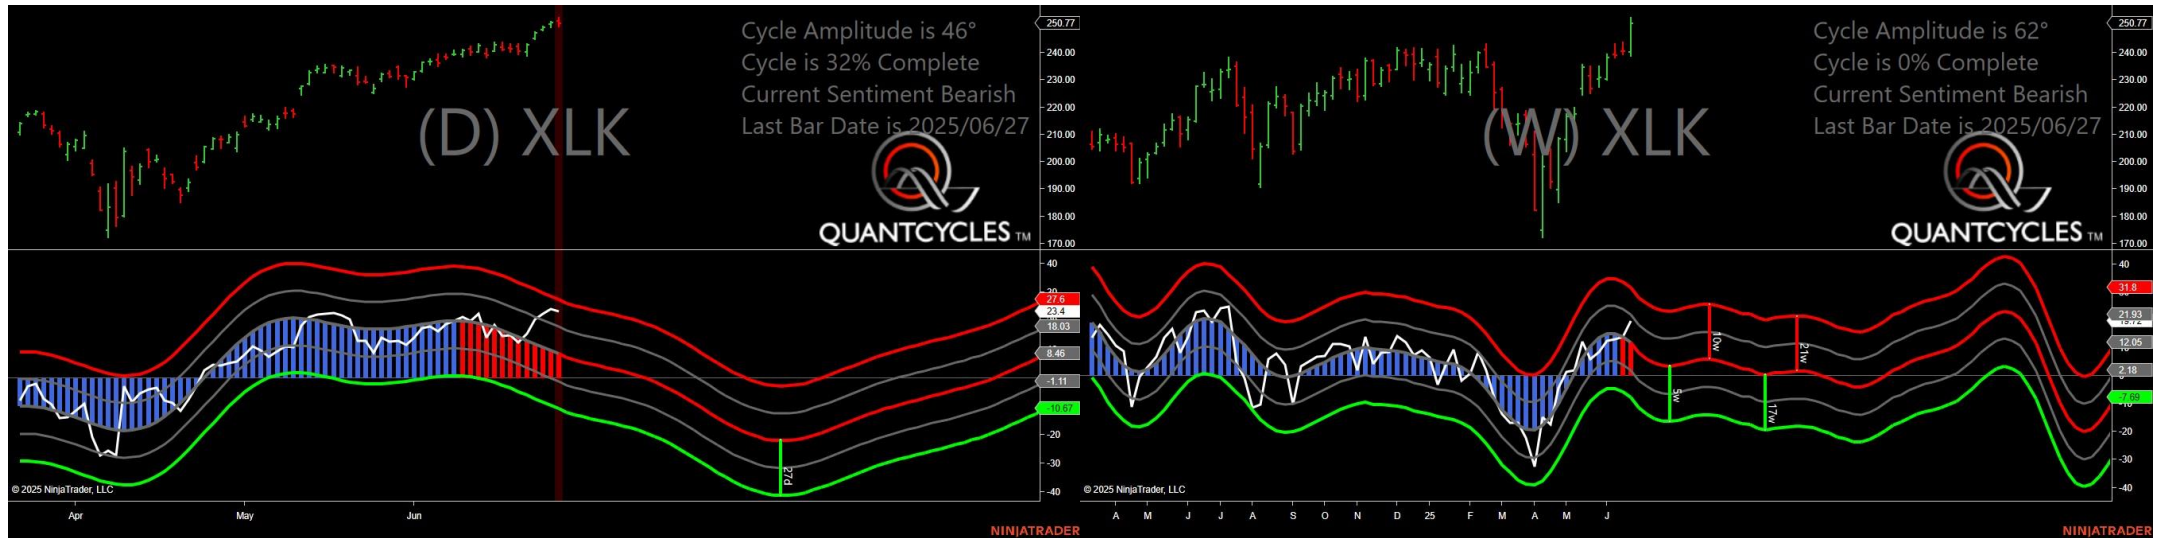 Cycle Amplitude is 46°
Cycle is 32% Complete
Current Sentiment Bearish
Last Bar Date is 2025/06/27
(D) XLK
QUANTCYCLES TM
250.77
240.00
230.00
220.00
210.00
200.00
190.00
180.00
170.00
40
27.6
23.4
18.03
8.46
-1.11
-10.67
-20
-30
-40
27d
© 2025 NinjaTrader, LLC
Apr May Jun
NINJATRADER
Cycle Amplitude is 62°
Cycle is 0% Complete
Current Sentiment Bearish
Last Bar Date is 2025/06/27
(W) XLK
QUANTCYCLES TM
250.77
240.00
230.00
220.00
210.00
200.00
190.00
180.00
170.00
40
31.8
21.93
12.05
2.18
-7.69
-20
-30
-40
5w
10w
17w
21w
© 2025 NinjaTrader, LLC
A M J J A S O N D 25 F M A M J
NINJATRADER